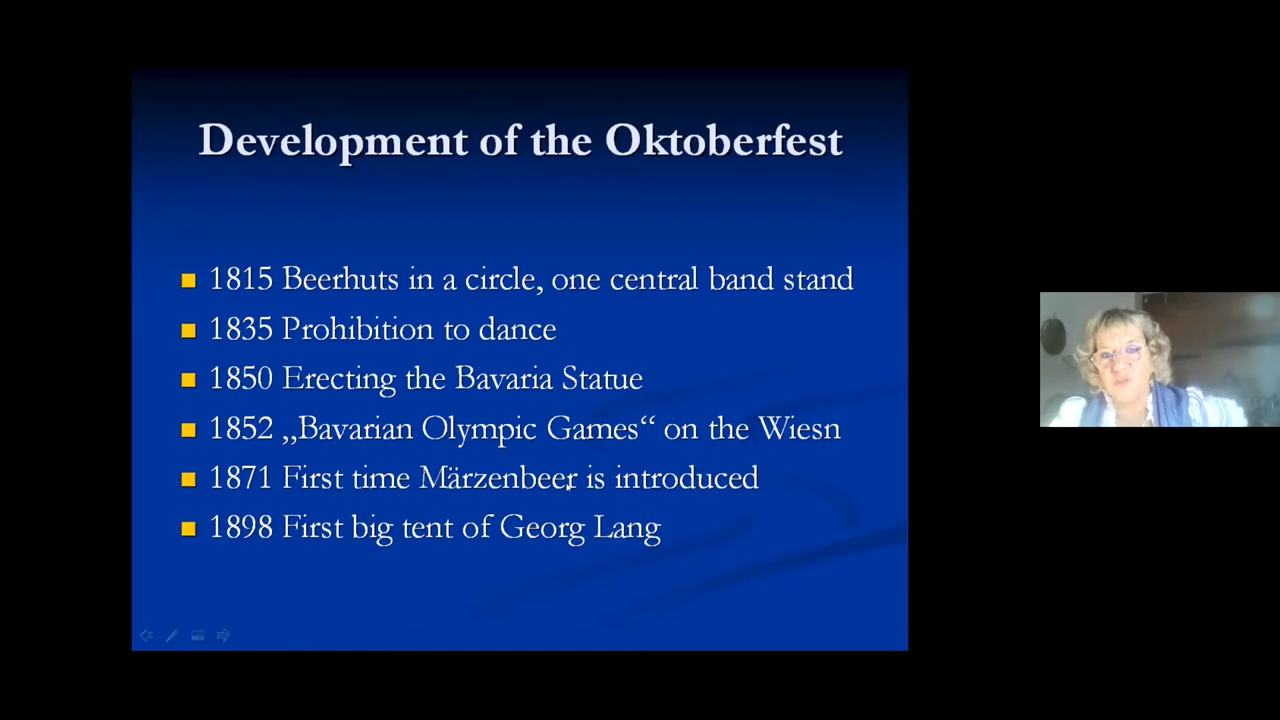 Development of the Oktoberfest
1815 Beerhuts in a circle, one central band stand
1835 Prohibition to dance
1850 Erecting the Bavaria Statue
1852 „Bavarian Olympic Games“ on the Wiesn
1871 First time Märzenbeer is introduced
1898 First big tent of Georg Lang